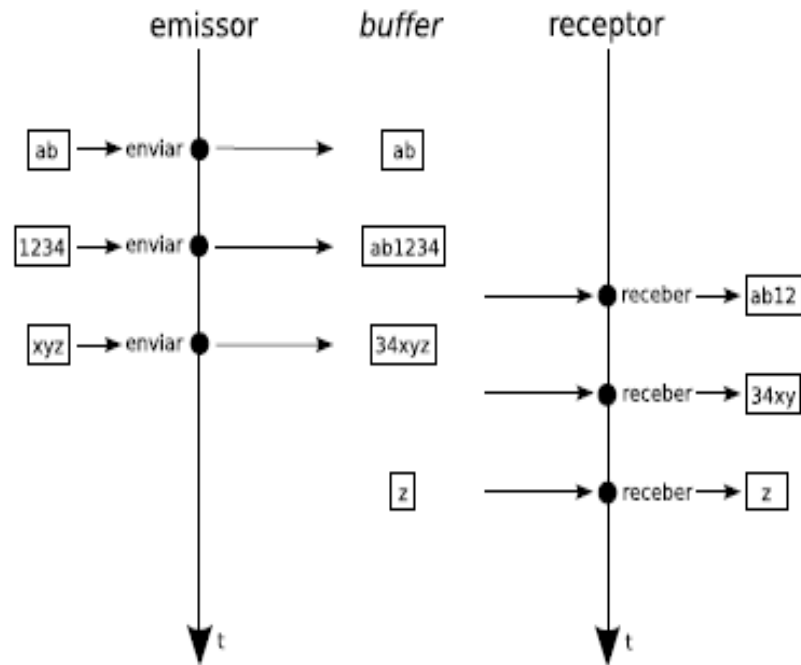 emissor buffer receptor
ab enviar ab
1234 enviar ab1234
receber ab12
xyz enviar 34xyz
receber 34xy
z receber z
t t